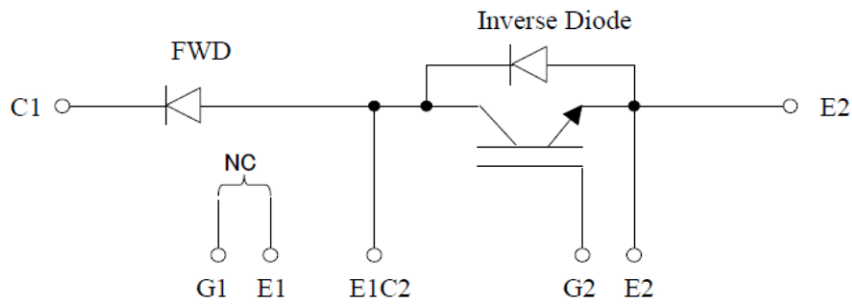 Inverse Diode
FWD
C1
E2
NC
G1 E1 E1C2 G2 E2